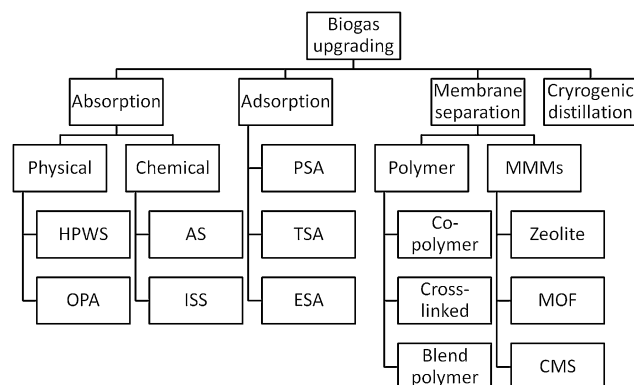 Biogas
upgrading
Absorption
Adsorption
Membrane
separation
Cryrogenic
distillation
Physical
Chemical
PSA
Polymer
MMMs
HPWS
AS
TSA
Co-
polymer
Zeolite
OPA
ISS
ESA
Cross-
linked
MOF
Blend
polymer
CMS